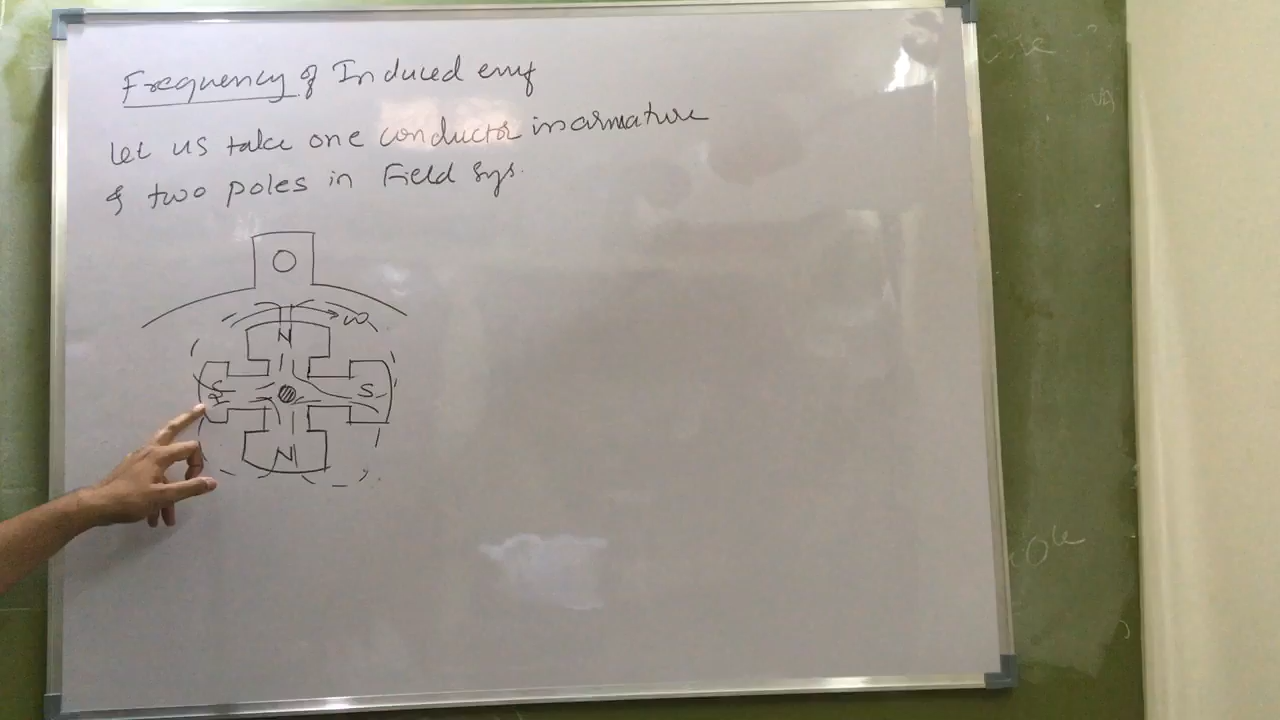 Frequency of Induced emf
Let us take one conductor in armature
& two poles in Field Sys.
ω
N
S
S
N